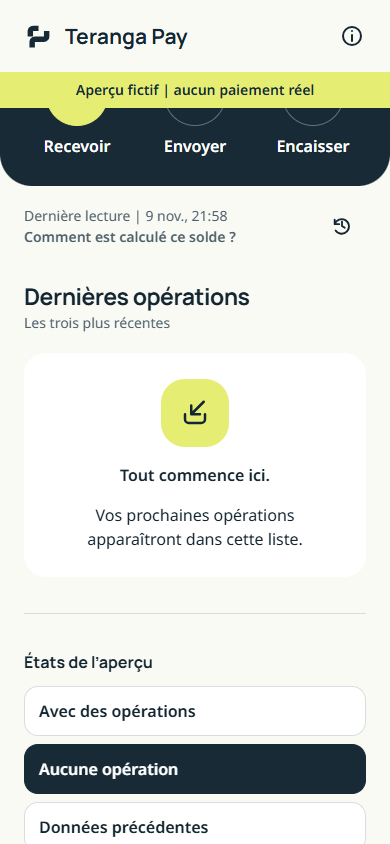 Teranga Pay
Aperçu fictif | aucun paiement réel
Recevoir
Envoyer
Encaisser
Dernière lecture | 9 nov., 21:58
Comment est calculé ce solde ?
Dernières opérations
Les trois plus récentes
Tout commence ici.
Vos prochaines opérations
apparaîtront dans cette liste.
États de l’aperçu
Avec des opérations
Aucune opération
Données précédentes